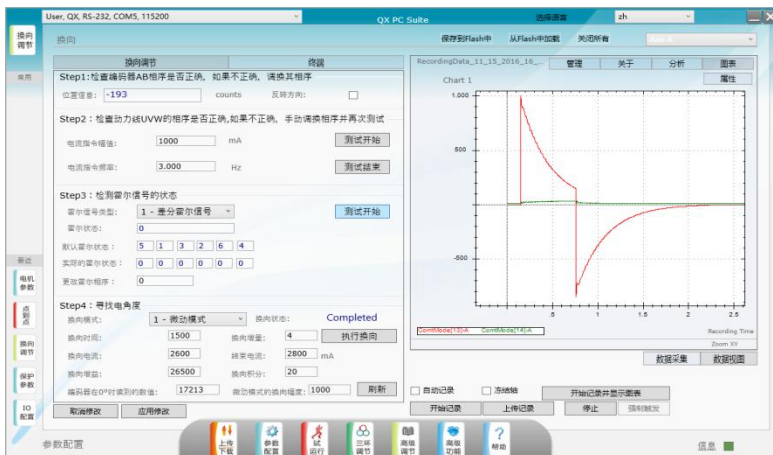 User, QX, RS-232, COM5, 115200
QX PC Suite
选择语言
zh
换向
调节
换向
保存到Flash中
从Flash中加载
关闭所有
常用
换向调节
终端
Step1:检查编码器AB相序是否正确，如果不正确，请换其相序
位置信息: -193 counts 反转方向:
Step2：检查动力线UVW的相序是否正确,如果不正确，手动调换相序并再次测试
电流指令幅值: 1000 mA 测试开始
电流指令频率: 3.000 Hz 测试结束
Step3：检测霍尔信号的状态
霍尔信号类型: 1 - 差分霍尔信号 测试开始
霍尔状态: 0
默认霍尔状态: 5 1 3 2 6 4
实际的霍尔状态: 0 0 0 0 0 0
更改霍尔相序: 0
Step4：寻找电角度
换向模式: 1 - 微动模式 换向状态: Completed
换向时间: 1500 换向增量: 4 执行换向
换向电流: 2600 结束电流: 2800 mA
换向增益: 26500 换向积分: 20
编码器在0°时读到的数值: 17213 微动模式的换向幅度: 1000 刷新
取消修改
应用修改
RecordingData_11_15_2016_16_...
管理
关于
分析
图表
Chart 1
属性
1,000
500
0
-500
0
.5
1
1.5
2
2.5
ComtMode[13]-A
ComtMode[14]-A
Recording Time
Zoom XY
数据采集
数据视图
自动记录
冻结轴
开始记录并显示图表
开始记录
上传记录
停止
强制触发
最近
电机
参数
点
到
点
换向
调节
保护
参数
IO
配置
参数配置
上传
下载
参数
配置
试
运行
三环
调节
高级
调节
高级
功能
帮助
信息